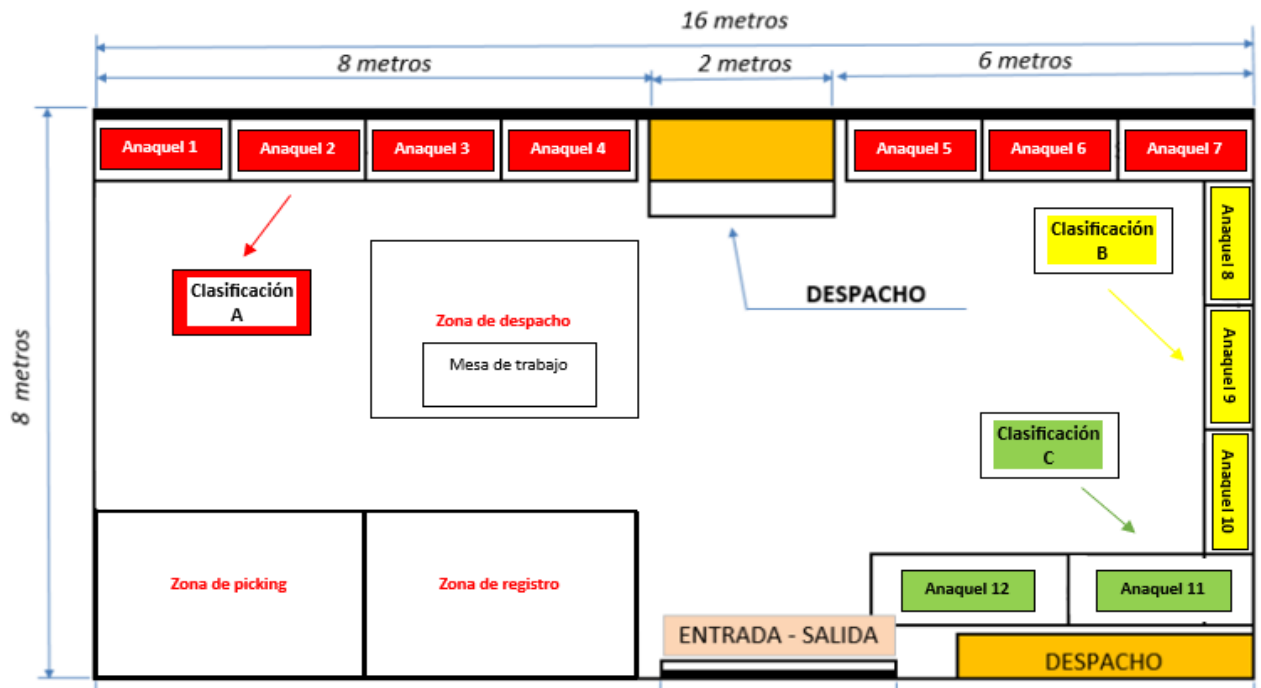 16 metros
8 metros
2 metros
6 metros
Anaquel 1
Anaquel 2
Anaquel 3
Anaquel 4
Anaquel 5
Anaquel 6
Anaquel 7
Anaquel 8
Clasificación
B
Clasificación
A
DESPACHO
Zona de despacho
Mesa de trabajo
Anaquel 9
8 metros
Clasificación
C
Anaquel 10
Zona de picking
Zona de registro
Anaquel 12
Anaquel 11
ENTRADA - SALIDA
DESPACHO